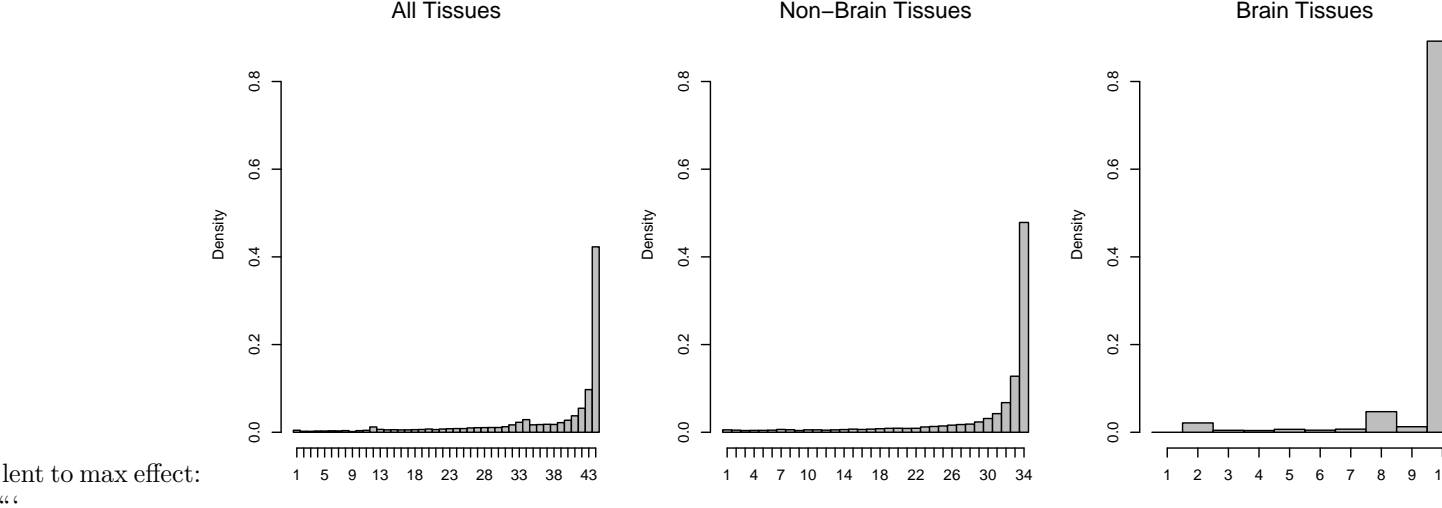 All Tissues
Non−Brain Tissues
Brain Tissues
Density
0.0 0.2 0.4 0.6 0.8
1 5 9 13 18 23 28 33 38 43
Density
0.0 0.2 0.4 0.6 0.8
1 4 7 10 14 18 22 26 30 34
Density
0.0 0.2 0.4 0.6 0.8
1 2 3 4 5 6 7 8 9
lent to max effect:
“‘